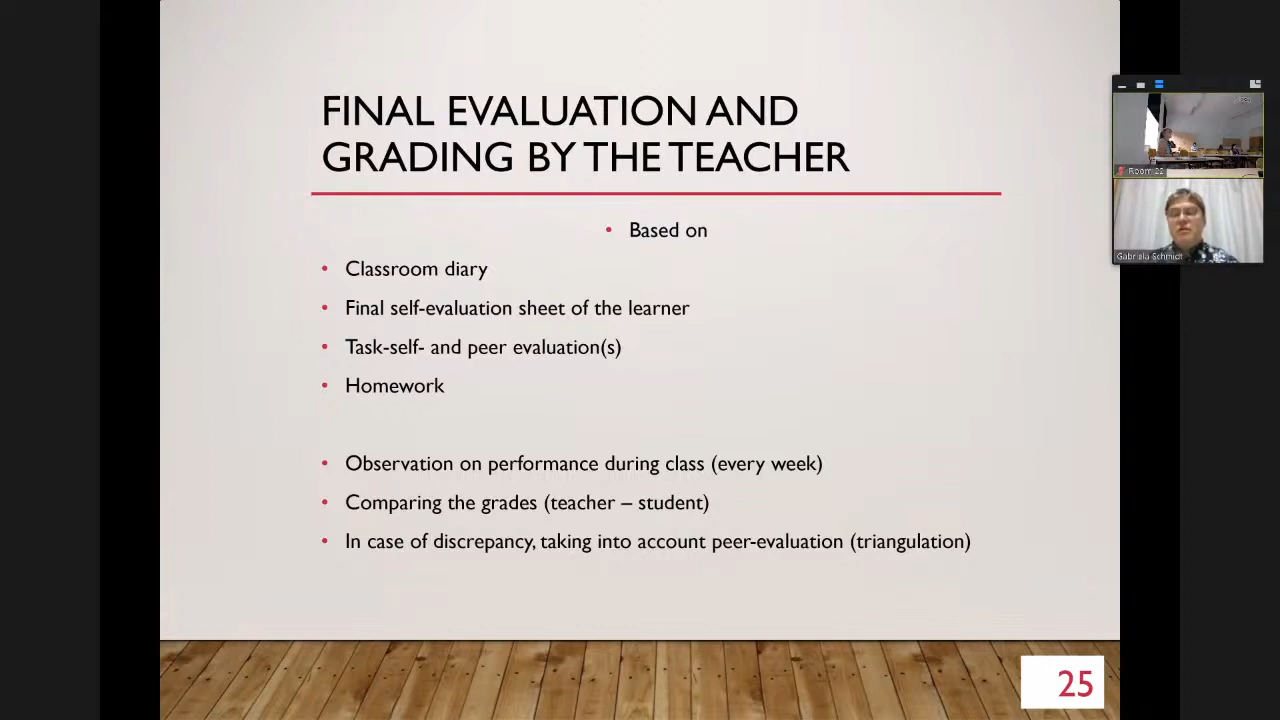 FINAL EVALUATION AND
GRADING BY THE TEACHER
• Based on
• Classroom diary
• Final self-evaluation sheet of the learner
• Task-self- and peer evaluation(s)
• Homework
• Observation on performance during class (every week)
• Comparing the grades (teacher – student)
• In case of discrepancy, taking into account peer-evaluation (triangulation)
25
Room 22
Gabriela Schmidt